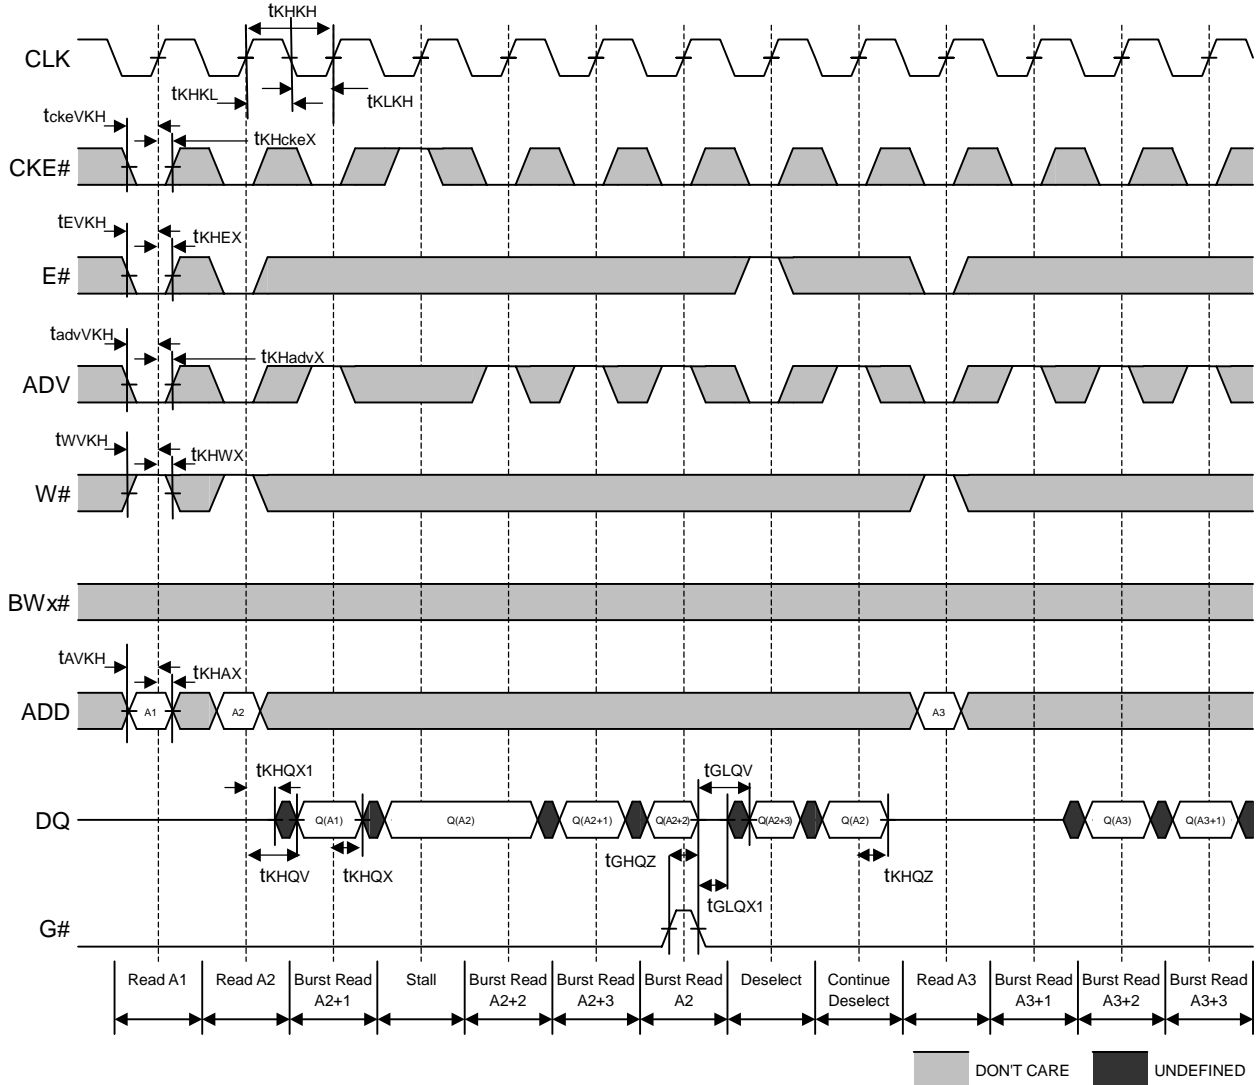 tKHKH
CLK
tKHKL
tKLKH
tckeVKH
tKHckeX
CKE#
tEVKH
tKHEX
E#
tadvVKH
tKHadvX
ADV
tWVKH
tKHWX
W#
BWx#
tAVKH
tKHAX
ADD
A1
A2
A3
tKHQX1
tGLQV
DQ
Q(A1)
Q(A2)
Q(A2+1)
Q(A2+2)
Q(A2+3)
Q(A2)
Q(A3)
Q(A3+1)
tKHQV
tKHQX
tGHQZ
tGLQX1
tKHQZ
G#
Read A1
Read A2
Burst Read
A2+1
Stall
Burst Read
A2+2
Burst Read
A2+3
Burst Read
A2
Deselect
Continue
Deselect
Read A3
Burst Read
A3+1
Burst Read
A3+2
Burst Read
A3+3
DON'T CARE
UNDEFINED